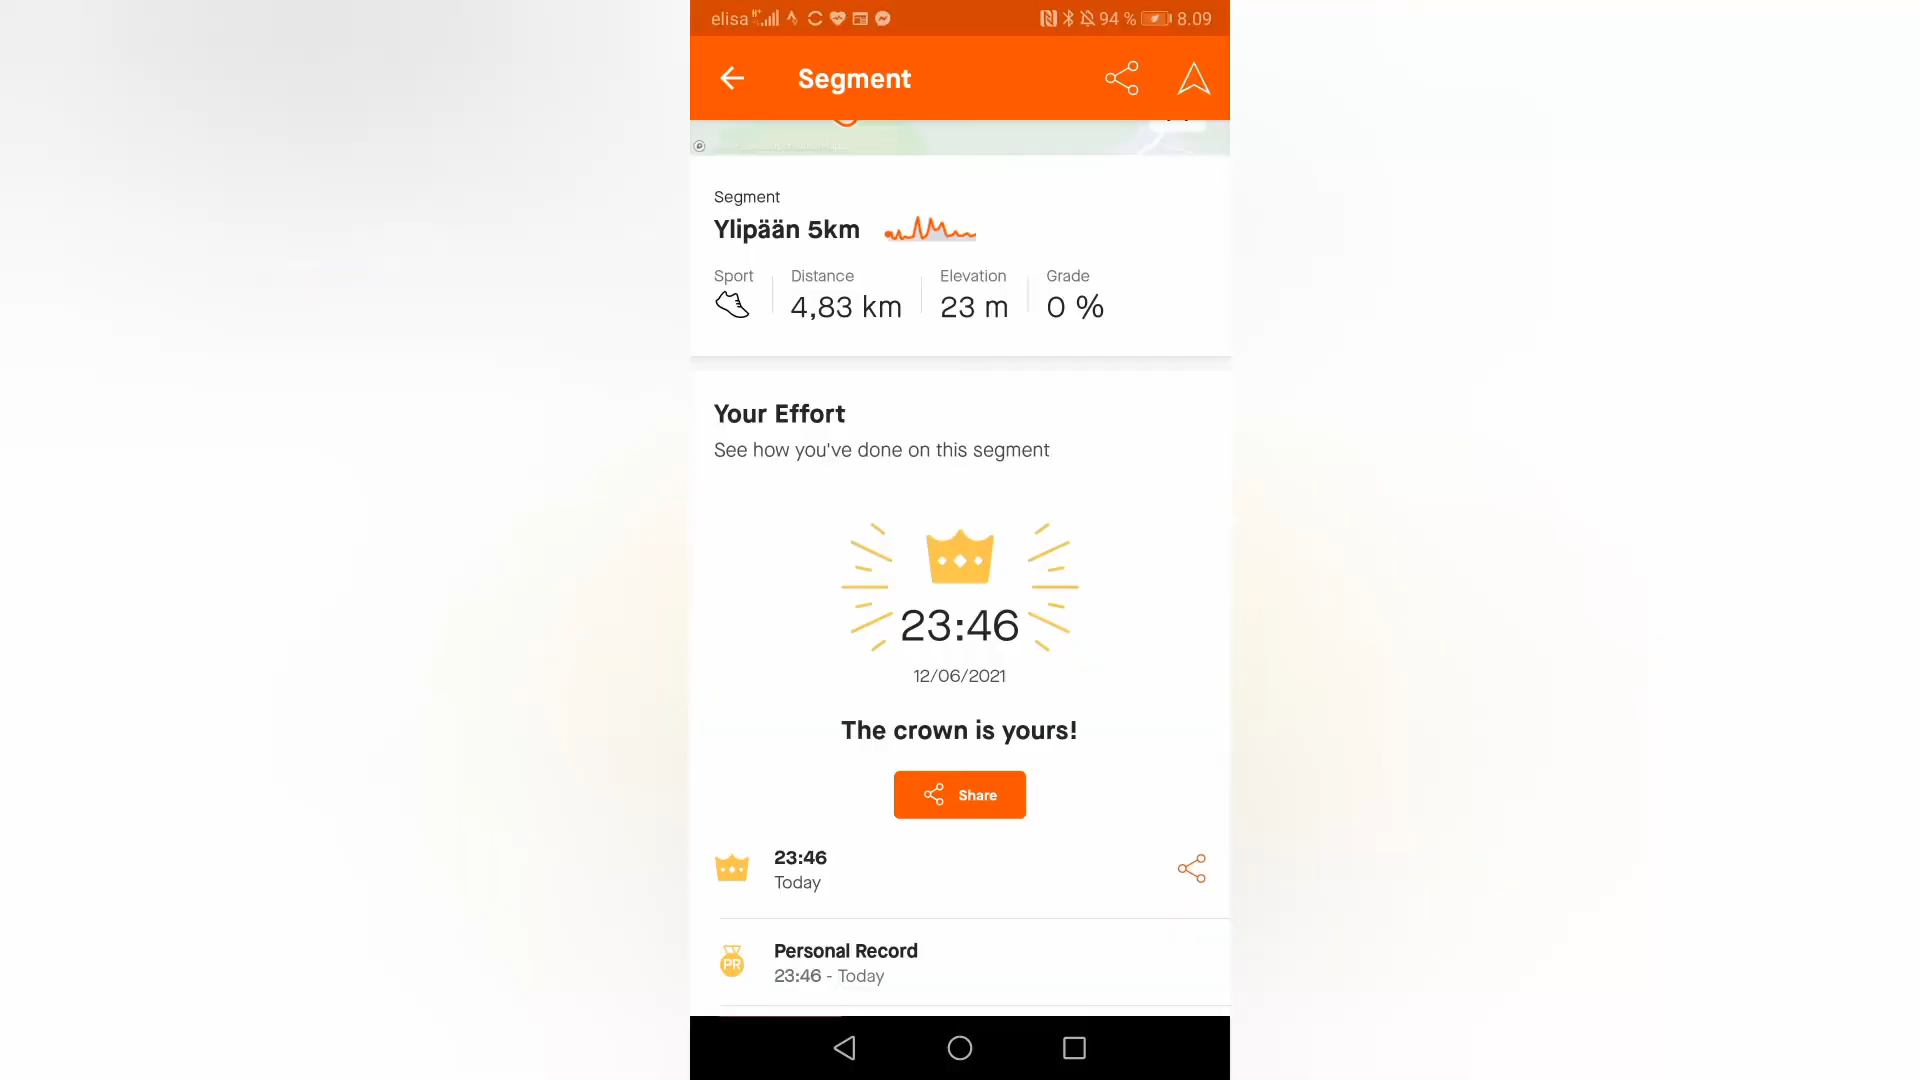 elisa H+ 94 % 8.09
Segment
Segment
Ylipään 5km
Sport Distance Elevation Grade
4,83 km 23 m 0 %
Your Effort
See how you've done on this segment
23:46
12/06/2021
The crown is yours!
Share
23:46
Today
Personal Record
PR
23:46 - Today